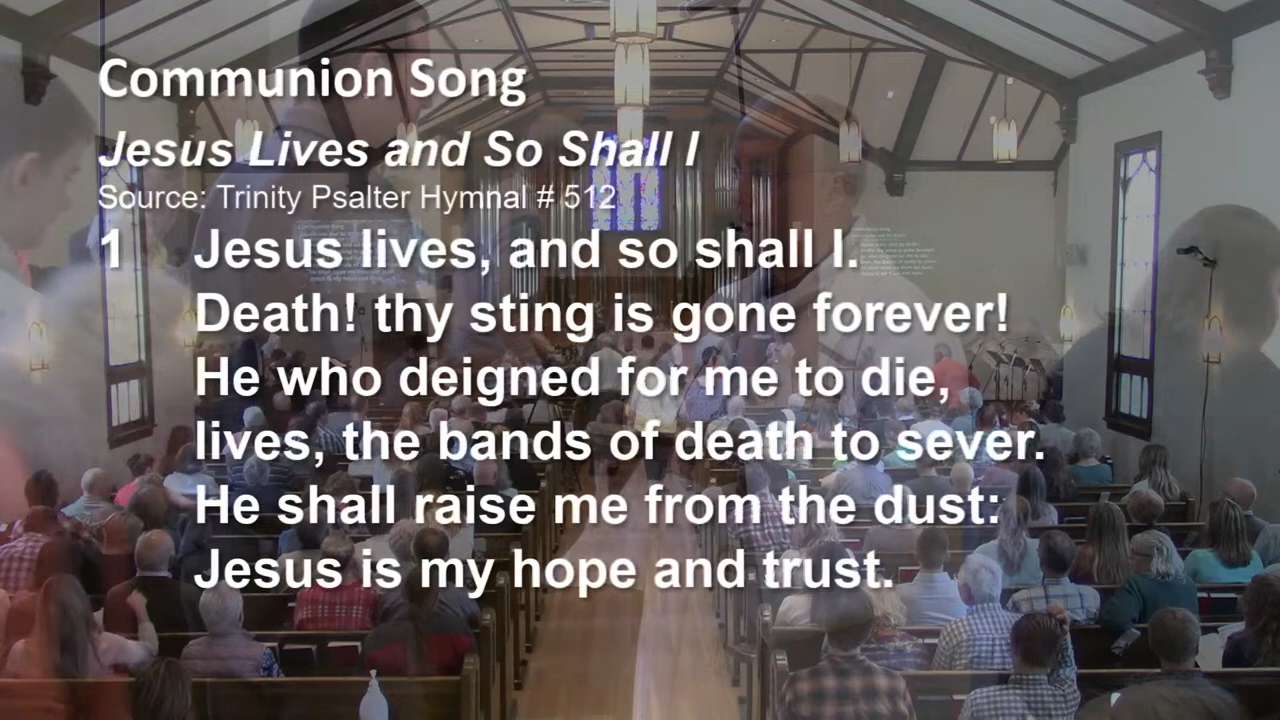 Communion Song
Jesus Lives and So Shall I
Source: Trinity Psalter Hymnal # 512
1 Jesus lives, and so shall I.
Death! thy sting is gone forever!
He who deigned for me to die,
lives, the bands of death to sever.
He shall raise me from the dust:
Jesus is my hope and trust.